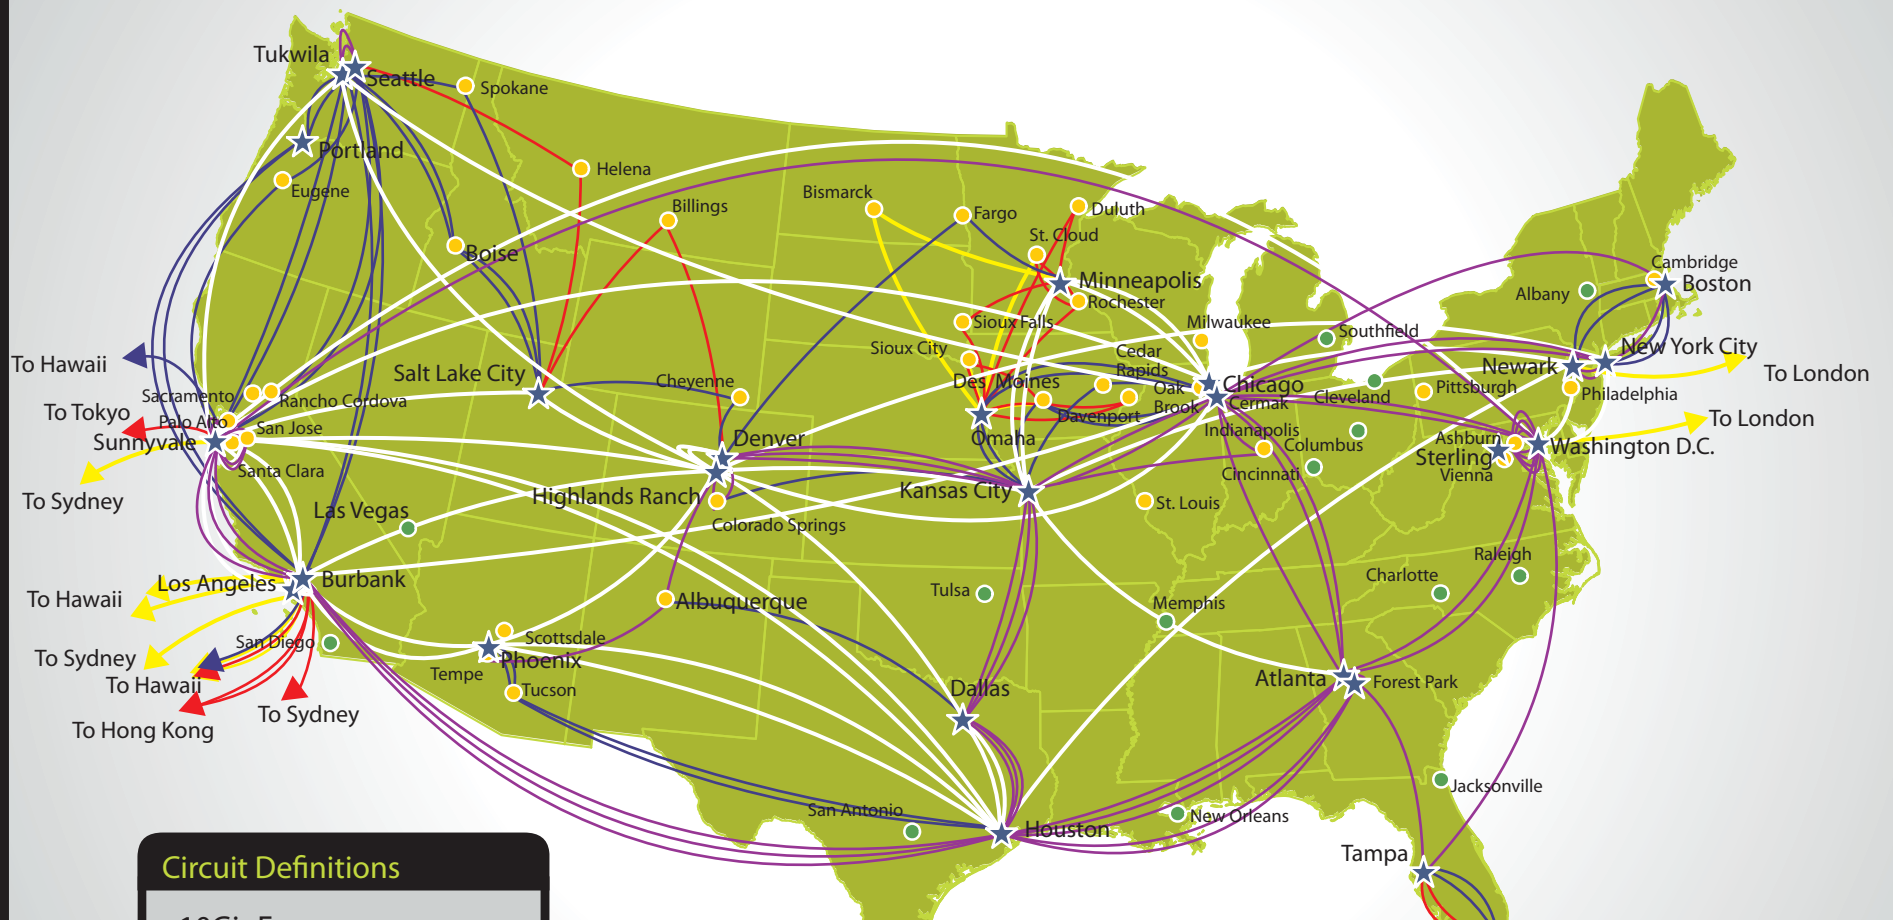 Tukwila
Seattle
Spokane
Portland
Helena
Eugene
Billings
Bismarck
Fargo
Duluth
St. Cloud
Boise
Minneapolis
Rochester
Cambridge
Boston
Albany
Sioux Falls
Milwaukee
Southfield
New York City
To Hawaii
Sioux City
Cedar
Rapids
Newark
To London
Salt Lake City
Cheyenne
Des Moines
Oak
Brook
Chicago
Cermak
Cleveland
Pittsburgh
Philadelphia
Sacramento
Rancho Cordova
To Tokyo
Palo Alto
San Jose
Davenport
To London
Sunnyvale
Denver
Omaha
Indianapolis
Columbus
Ashburn
Sterling
Washington D.C.
Santa Clara
Cincinnati
Vienna
To Sydney
Highlands Ranch
Kansas City
St. Louis
Las Vegas
Colorado Springs
Raleigh
Los Angeles
Burbank
Charlotte
To Hawaii
Albuquerque
Tulsa
Memphis
San Diego
Scottsdale
To Sydney
Phoenix
Tempe
To Hawaii
Tucson
Dallas
Atlanta
Forest Park
To Sydney
To Hong Kong
Jacksonville
San Antonio
New Orleans
Houston
Tampa
Circuit Definitions